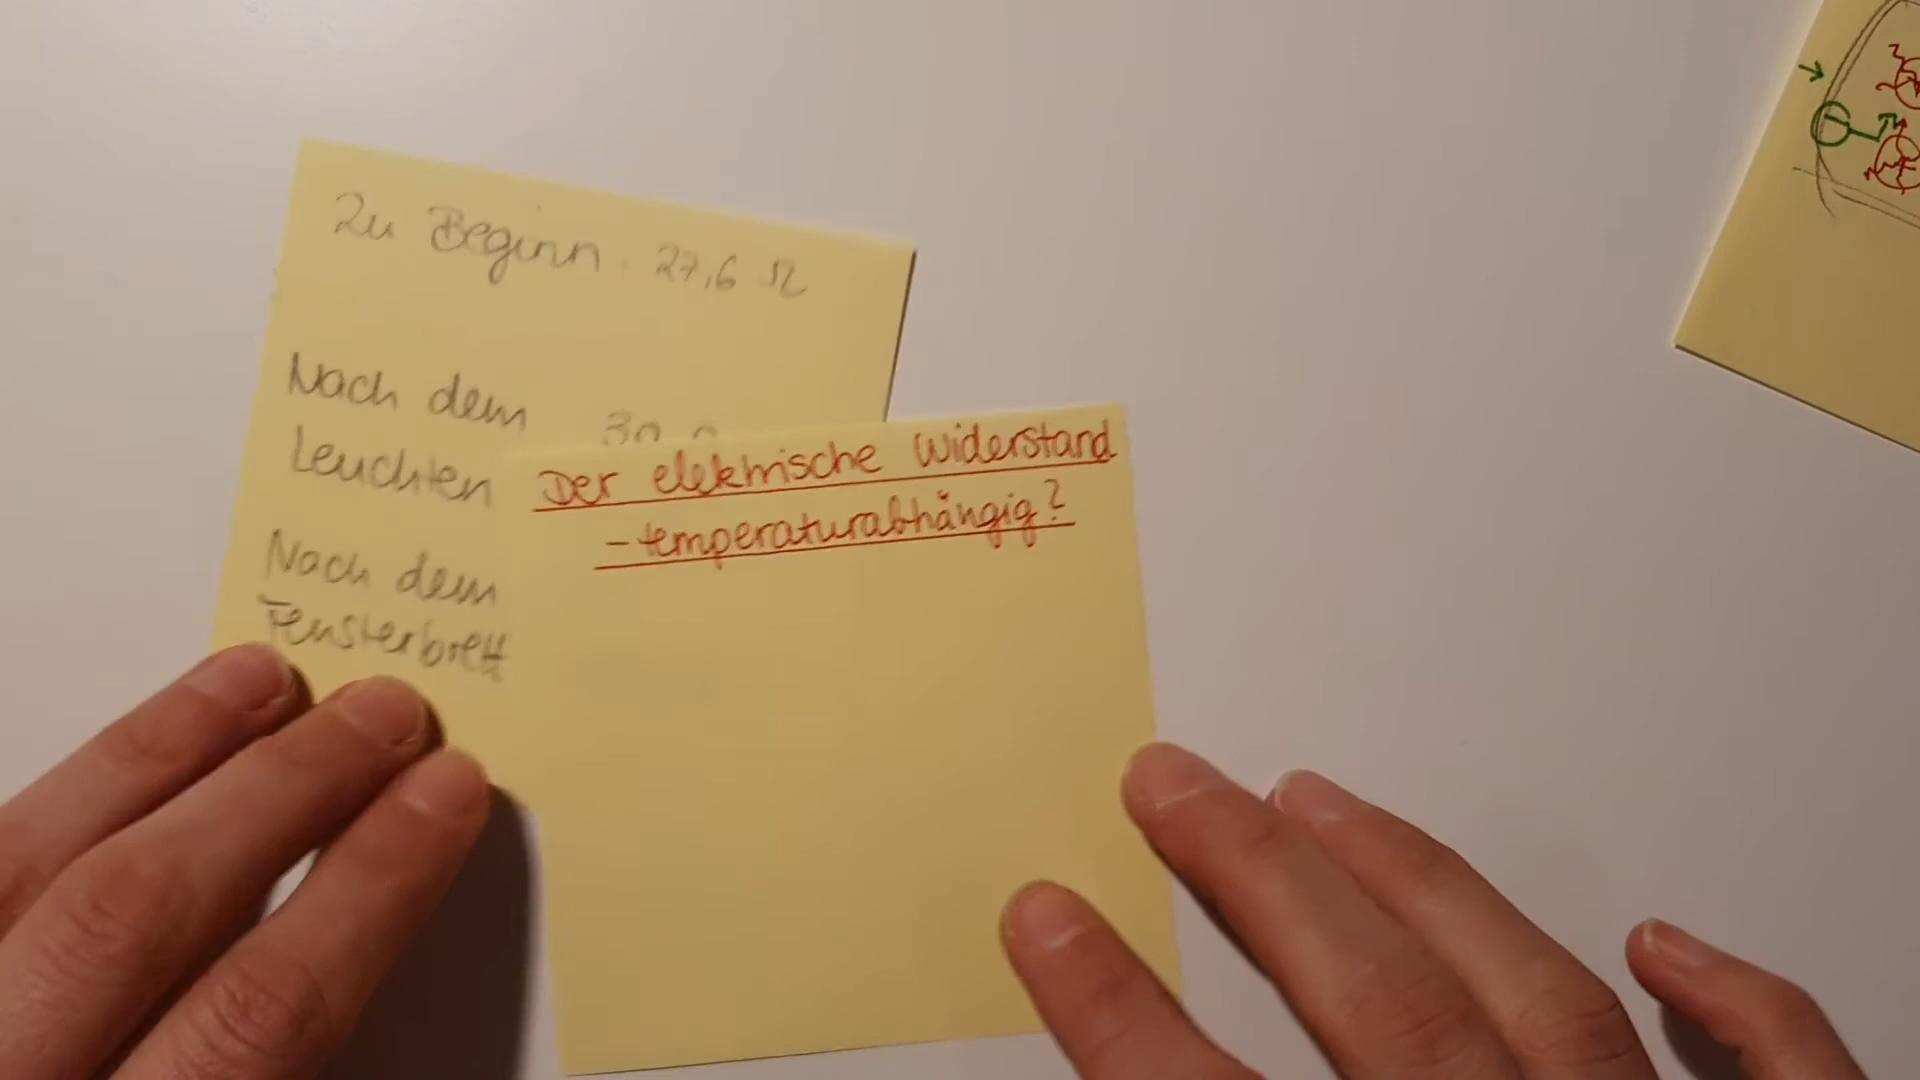 Zu Beginn: 27,6 Ω
Nach dem
Leuchten
Nach dem
Fensterbrett
Der elektrische Widerstand
- temperaturabhängig?